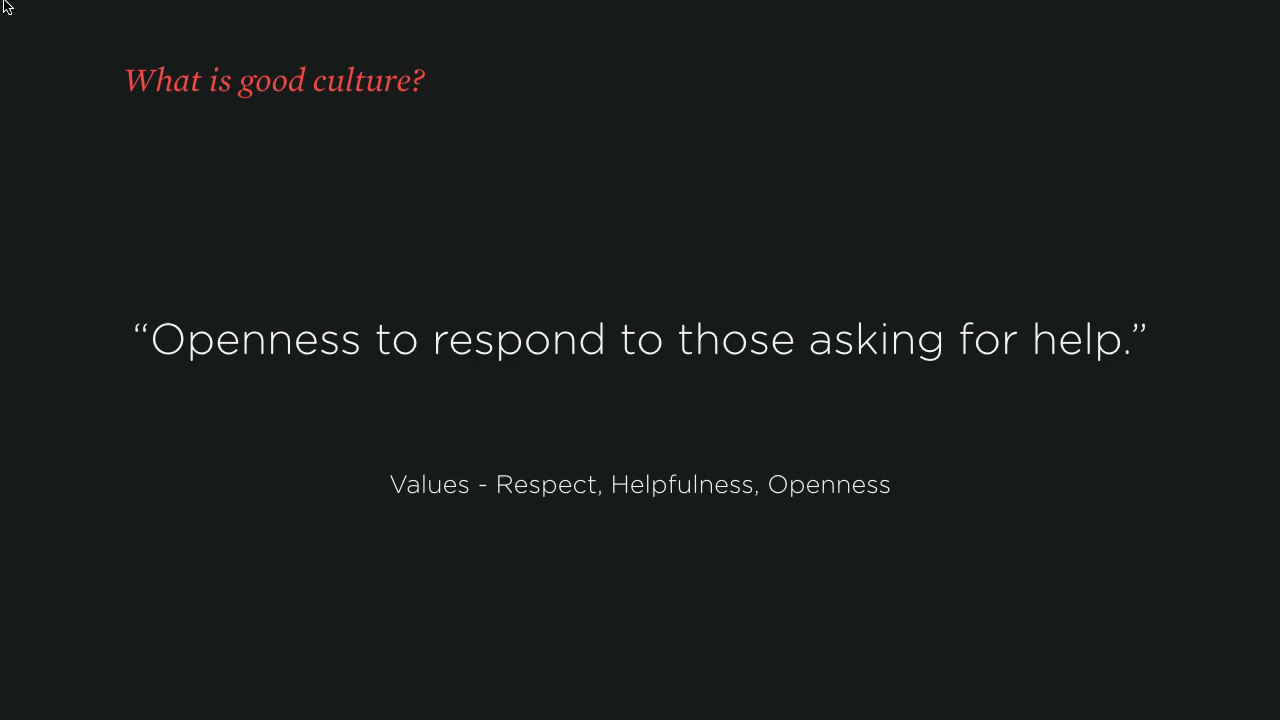 What is good culture?
“Openness to respond to those asking for help.”
Values - Respect, Helpfulness, Openness